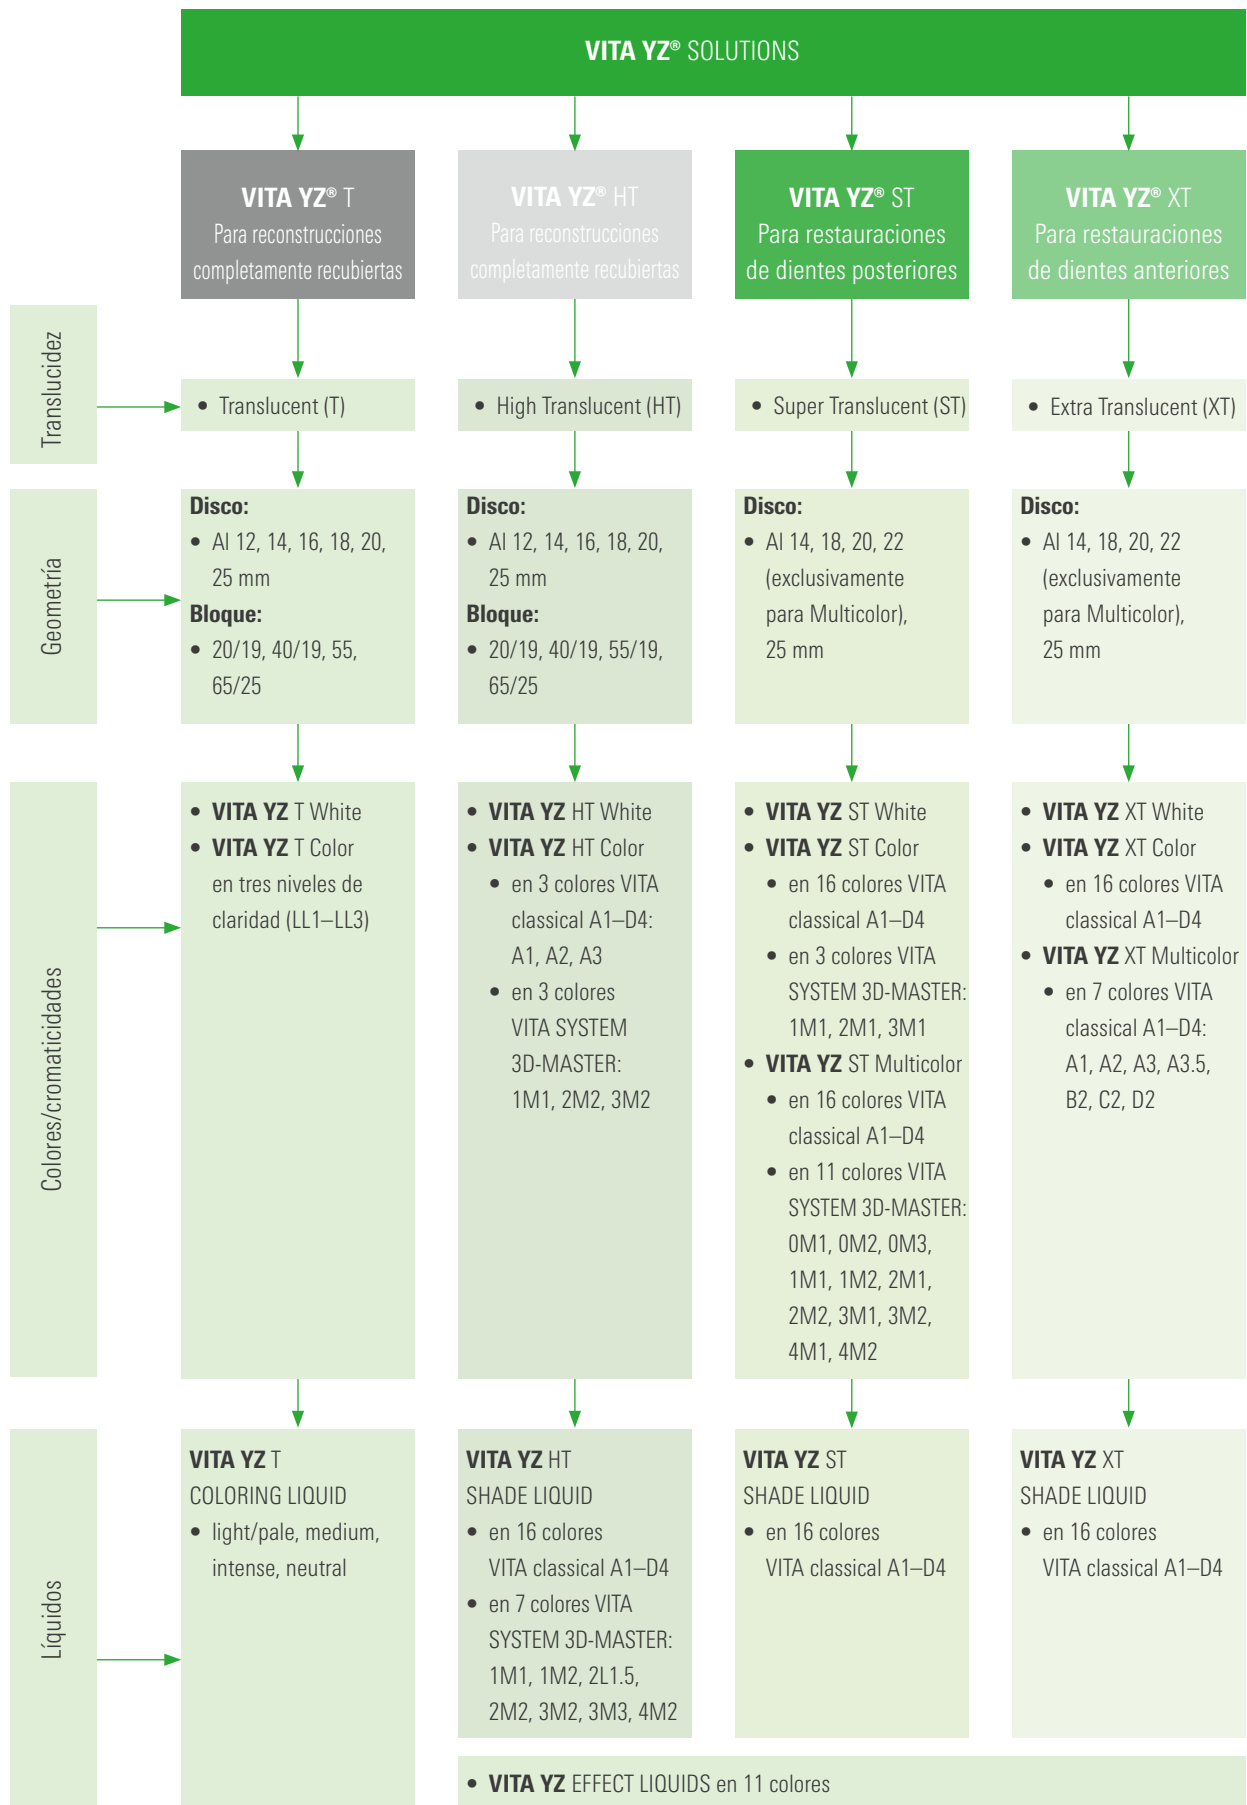 VITA YZ® SOLUTIONS
VITA YZ® T
Para reconstrucciones
completamente recubiertas
VITA YZ® HT
Para reconstrucciones
completamente recubiertas
VITA YZ® ST
Para restauraciones
de dientes posteriores
VITA YZ® XT
Para restauraciones
de dientes anteriores
Translucidez
• Translucent (T)
• High Translucent (HT)
• Super Translucent (ST)
• Extra Translucent (XT)
Geometría
Disco:
• Al 12, 14, 16, 18, 20,
25 mm
Bloque:
• 20/19, 40/19, 55,
65/25
Disco:
• Al 12, 14, 16, 18, 20,
25 mm
Bloque:
• 20/19, 40/19, 55/19,
65/25
Disco:
• Al 14, 18, 20, 22
(exclusivamente
para Multicolor),
25 mm
Disco:
• Al 14, 18, 20, 22
(exclusivamente
para Multicolor),
25 mm
Colores/cromaticidades
• VITA YZ T White
• VITA YZ T Color
en tres niveles de
claridad (LL1–LL3)
• VITA YZ HT White
• VITA YZ HT Color
• en 3 colores VITA
classical A1–D4:
A1, A2, A3
• en 3 colores
VITA SYSTEM
3D-MASTER:
1M1, 2M2, 3M2
• VITA YZ ST White
• VITA YZ ST Color
• en 16 colores VITA
classical A1–D4
• en 3 colores VITA
SYSTEM 3D-MASTER:
1M1, 2M1, 3M1
• VITA YZ ST Multicolor
• en 16 colores VITA
classical A1–D4
• en 11 colores VITA
SYSTEM 3D-MASTER:
0M1, 0M2, 0M3,
1M1, 1M2, 2M1,
2M2, 3M1, 3M2,
4M1, 4M2
• VITA YZ XT White
• VITA YZ XT Color
• en 16 colores VITA
classical A1–D4
• VITA YZ XT Multicolor
• en 7 colores VITA
classical A1–D4:
A1, A2, A3, A3.5,
B2, C2, D2
Líquidos
VITA YZ T
COLORING LIQUID
• light/pale, medium,
intense, neutral
VITA YZ HT
SHADE LIQUID
• en 16 colores
VITA classical A1–D4
• en 7 colores VITA
SYSTEM 3D-MASTER:
1M1, 1M2, 2L1.5,
2M2, 3M2, 3M3, 4M2
VITA YZ ST
SHADE LIQUID
• en 16 colores
VITA classical A1–D4
VITA YZ XT
SHADE LIQUID
• en 16 colores
VITA classical A1–D4
• VITA YZ EFFECT LIQUIDS en 11 colores